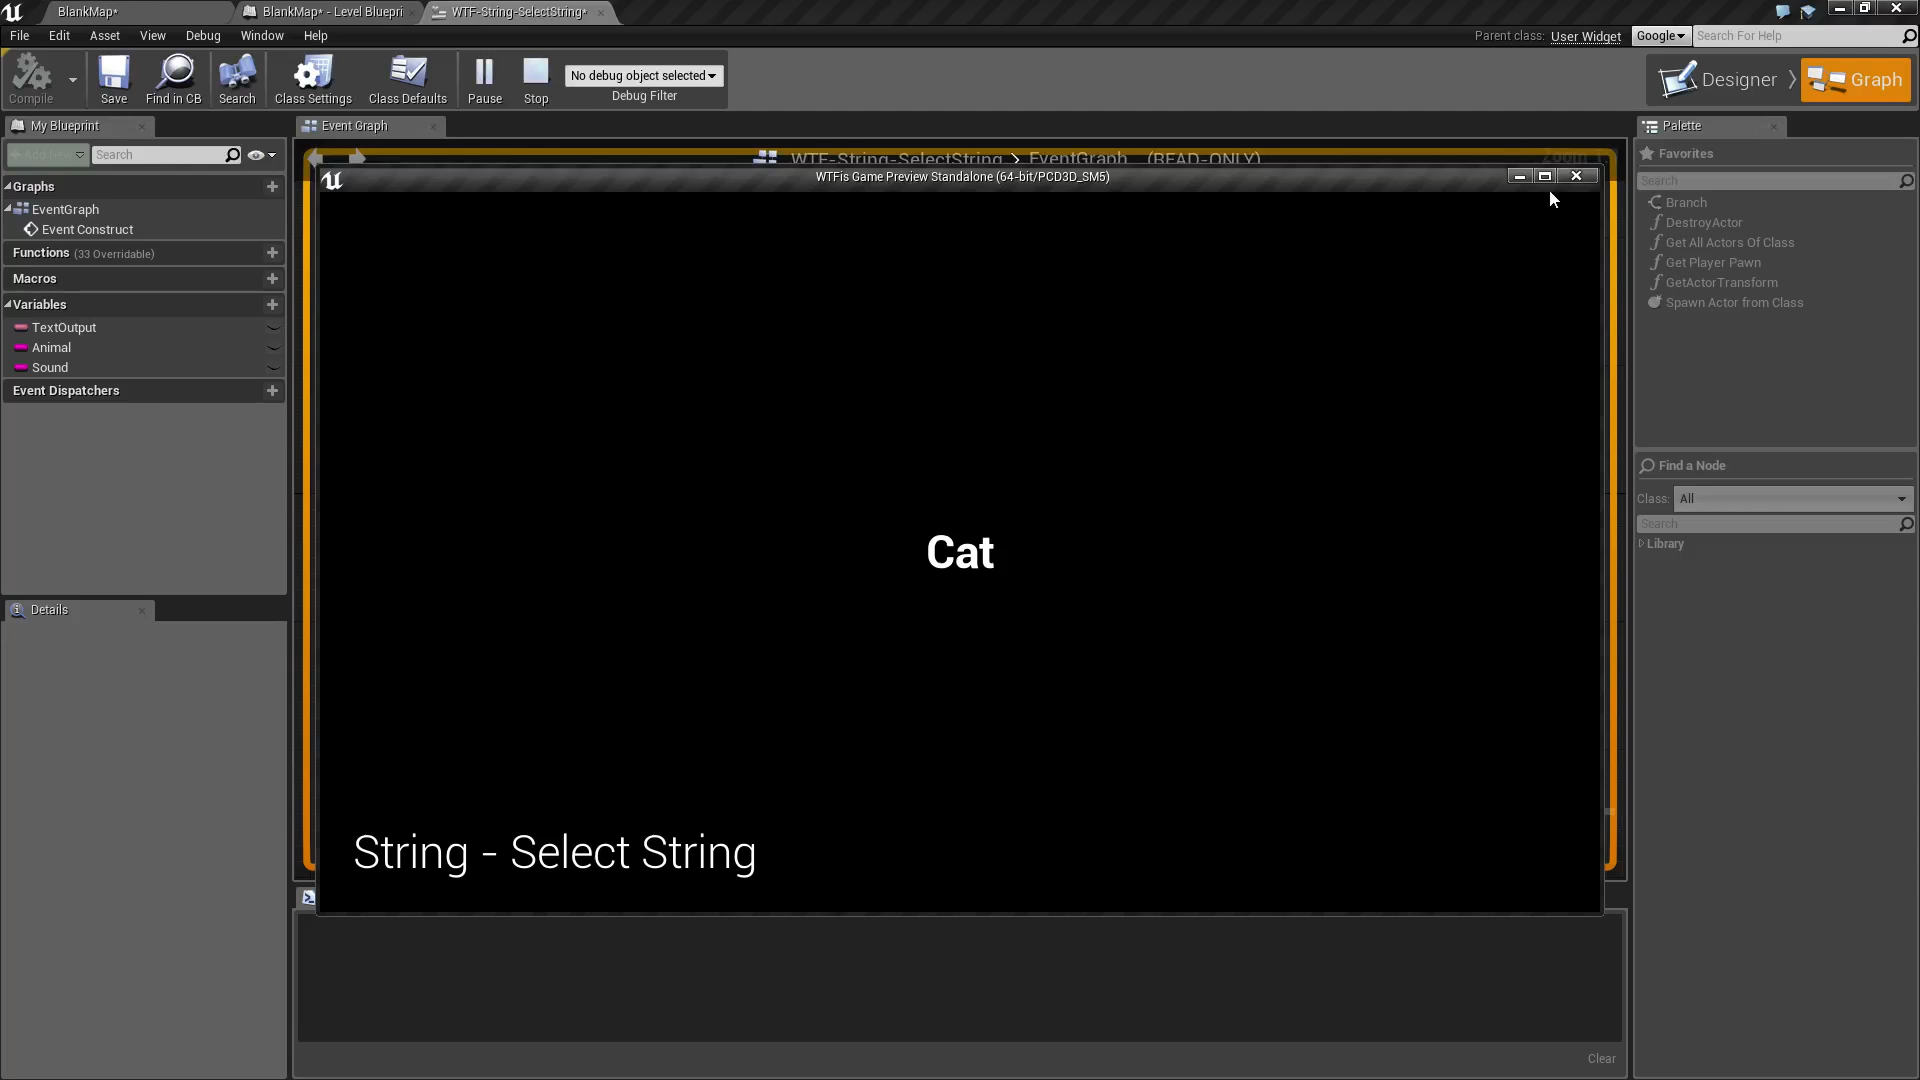 BlankMap*
BlankMap* - Level Bluepri
WTF-String-SelectString*
File Edit Asset View Debug Window Help
Parent class: User Widget
Google
Search For Help
Compile
Save
Find in CB
Search
Class Settings
Class Defaults
Pause
Stop
No debug object selected
Debug Filter
Designer
Graph
My Blueprint
Search
Graphs
EventGraph
Event Construct
Functions (33 Overridable)
Macros
Variables
TextOutput
Animal
Sound
Event Dispatchers
Details
Event Graph
WTF-String-SelectString > EventGraph (READ-ONLY)
WTFis Game Preview Standalone (64-bit/PCD3D_SM5)
Cat
String - Select String
Clear
Palette
Favorites
Search
Branch
DestroyActor
Get All Actors Of Class
Get Player Pawn
GetActorTransform
Spawn Actor from Class
Find a Node
Class: All
Search
Library